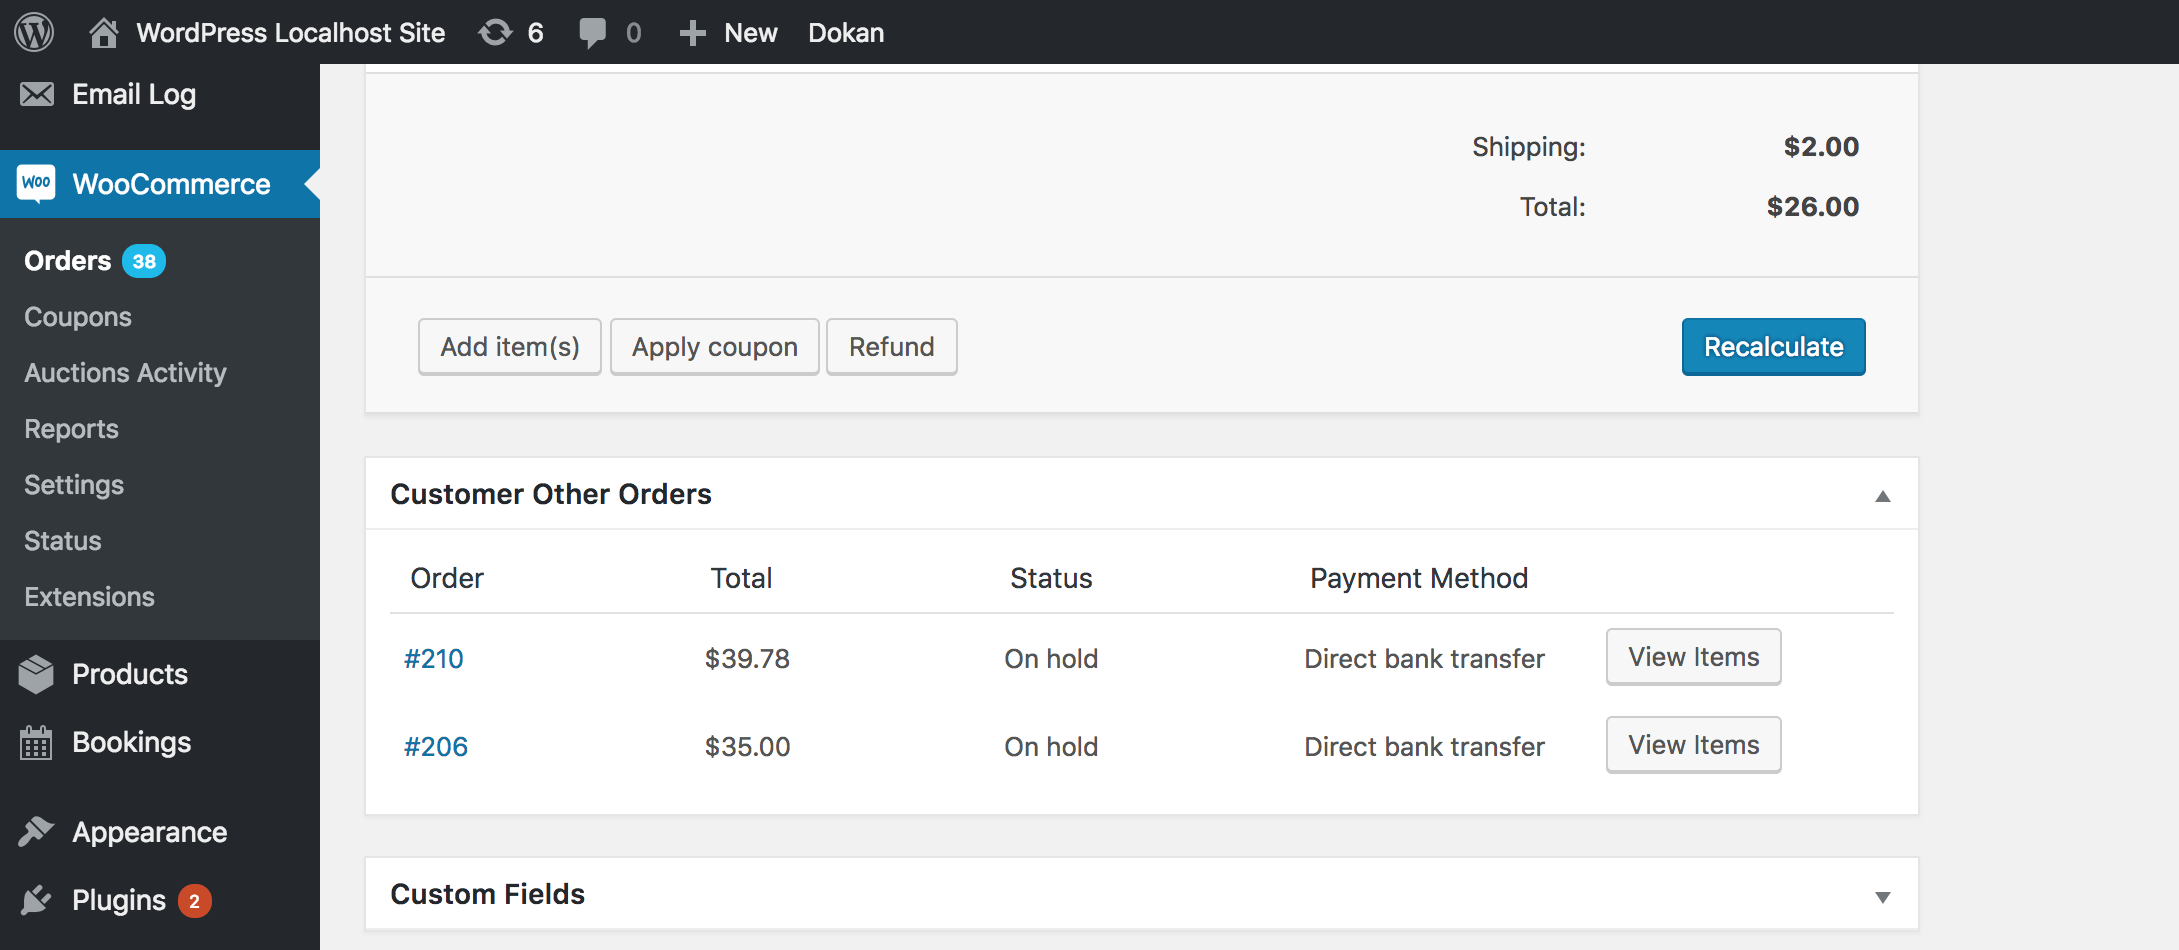 WordPress Localhost Site 6 0 New Dokan
Email Log
Woo WooCommerce
Orders 38
Coupons
Auctions Activity
Reports
Settings
Status
Extensions
Products
Bookings
Appearance
Plugins 2
Shipping: $2.00
Total: $26.00
Add item(s) Apply coupon Refund Recalculate
Customer Other Orders
Order Total Status Payment Method
#210 $39.78 On hold Direct bank transfer View Items
#206 $35.00 On hold Direct bank transfer View Items
Custom Fields